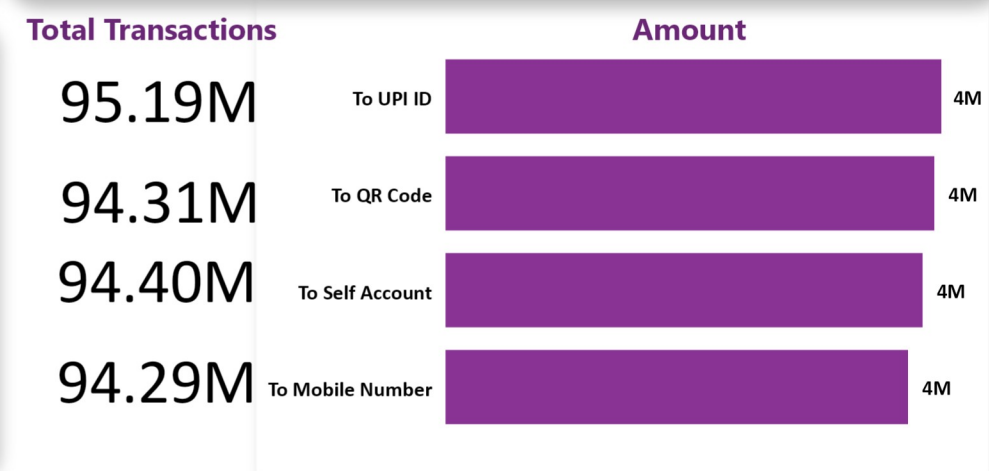 Total Transactions
Amount
95.19M
To UPI ID
4M
94.31M
To QR Code
4M
94.40M
To Self Account
4M
94.29M
To Mobile Number
4M